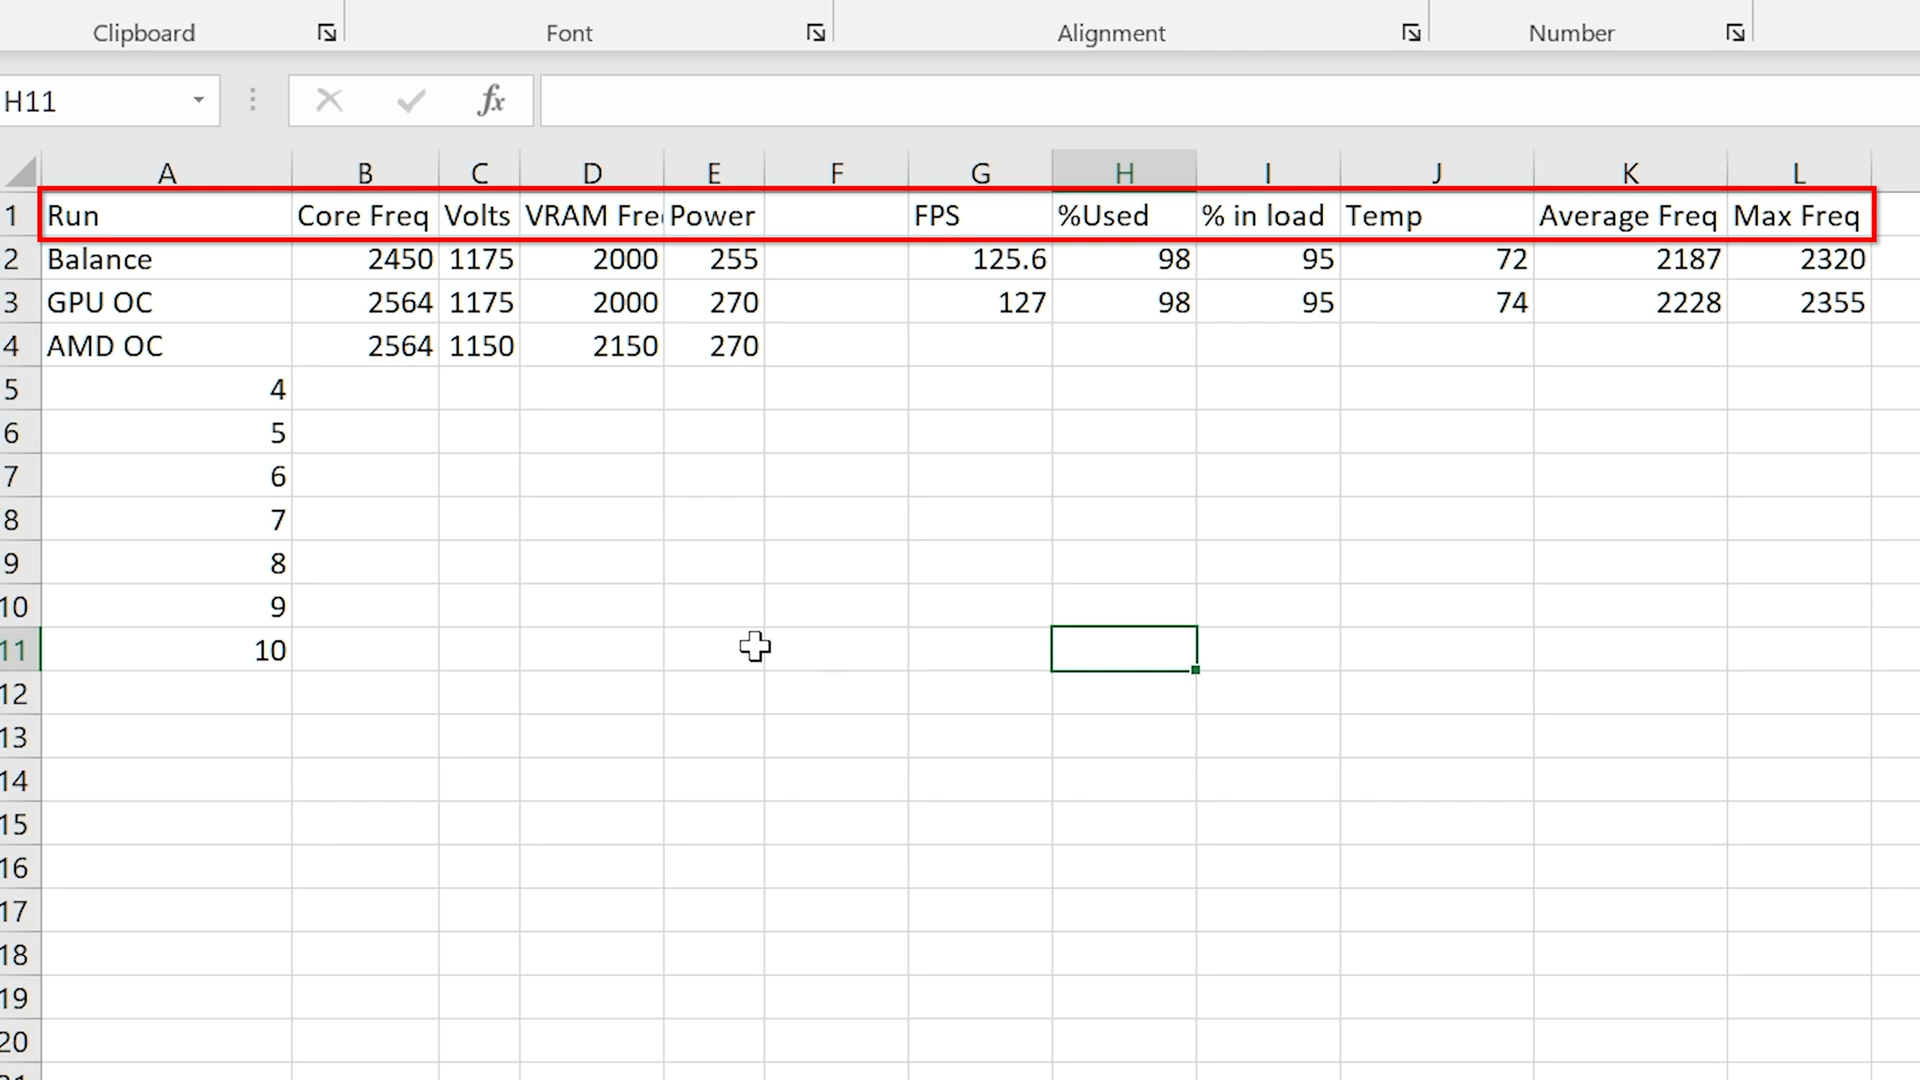 Clipboard Font Alignment Number
H11 fx
A B C D E F G H I J K L
1 Run Core Freq Volts VRAM Fre Power FPS %Used % in load Temp Average Freq Max Freq
2 Balance 2450 1175 2000 255 125.6 98 95 72 2187 2320
3 GPU OC 2564 1175 2000 270 127 98 95 74 2228 2355
4 AMD OC 2564 1150 2150 270
5 4
6 5
7 6
8 7
9 8
10 9
11 10
12
13
14
15
16
17
18
19
20